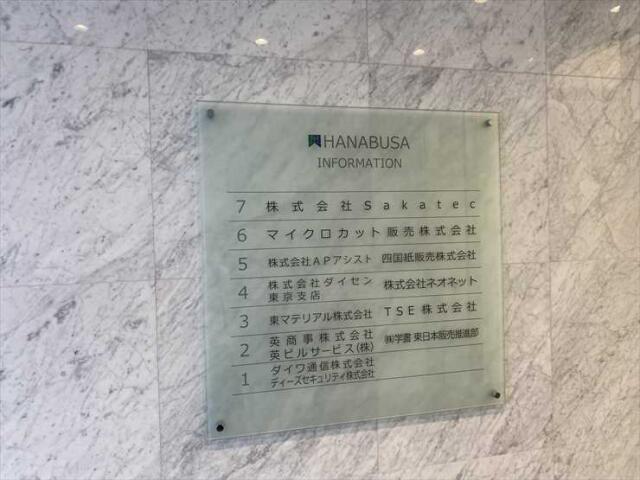 HANABUSA
INFORMATION
7 株式会社Sakatec
6 マイクロカット販売株式会社
5 株式会社APアシスト 四国紙販売株式会社
4 株式会社ダイセン 株式会社ネオネット
東京支店
3 東マテリアル株式会社 TSE株式会社
2 英商事株式会社 ㈱学書 東日本販売推進部
英ビルサービス(株)
1 ダイワ通信株式会社
ディーズセキュリティ株式会社